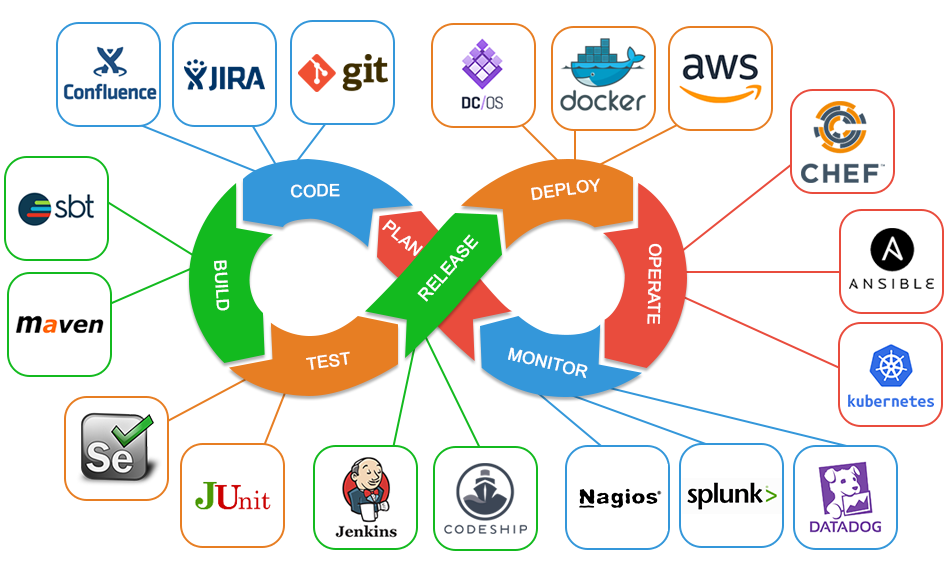 Confluence
JIRA
git
DC/OS
docker
aws
CHEF™
sbt
CODE
DEPLOY
PLAN
RELEASE
BUILD
OPERATE
ANSIBLE
maven
TEST
MONITOR
kubernetes
Se
JUnit
Jenkins
CODESHIP
Nagios®
splunk>
DATADOG